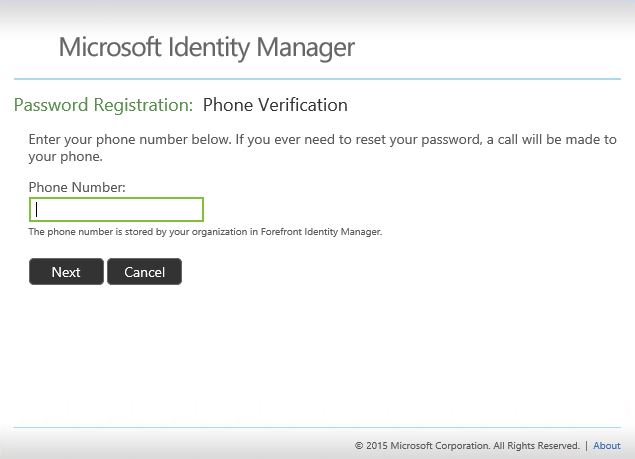 Microsoft Identity Manager
Password Registration: Phone Verification
Enter your phone number below. If you ever need to reset your password, a call will be made to
your phone.
Phone Number:
The phone number is stored by your organization in Forefront Identity Manager.
Next Cancel
© 2015 Microsoft Corporation. All Rights Reserved. | About